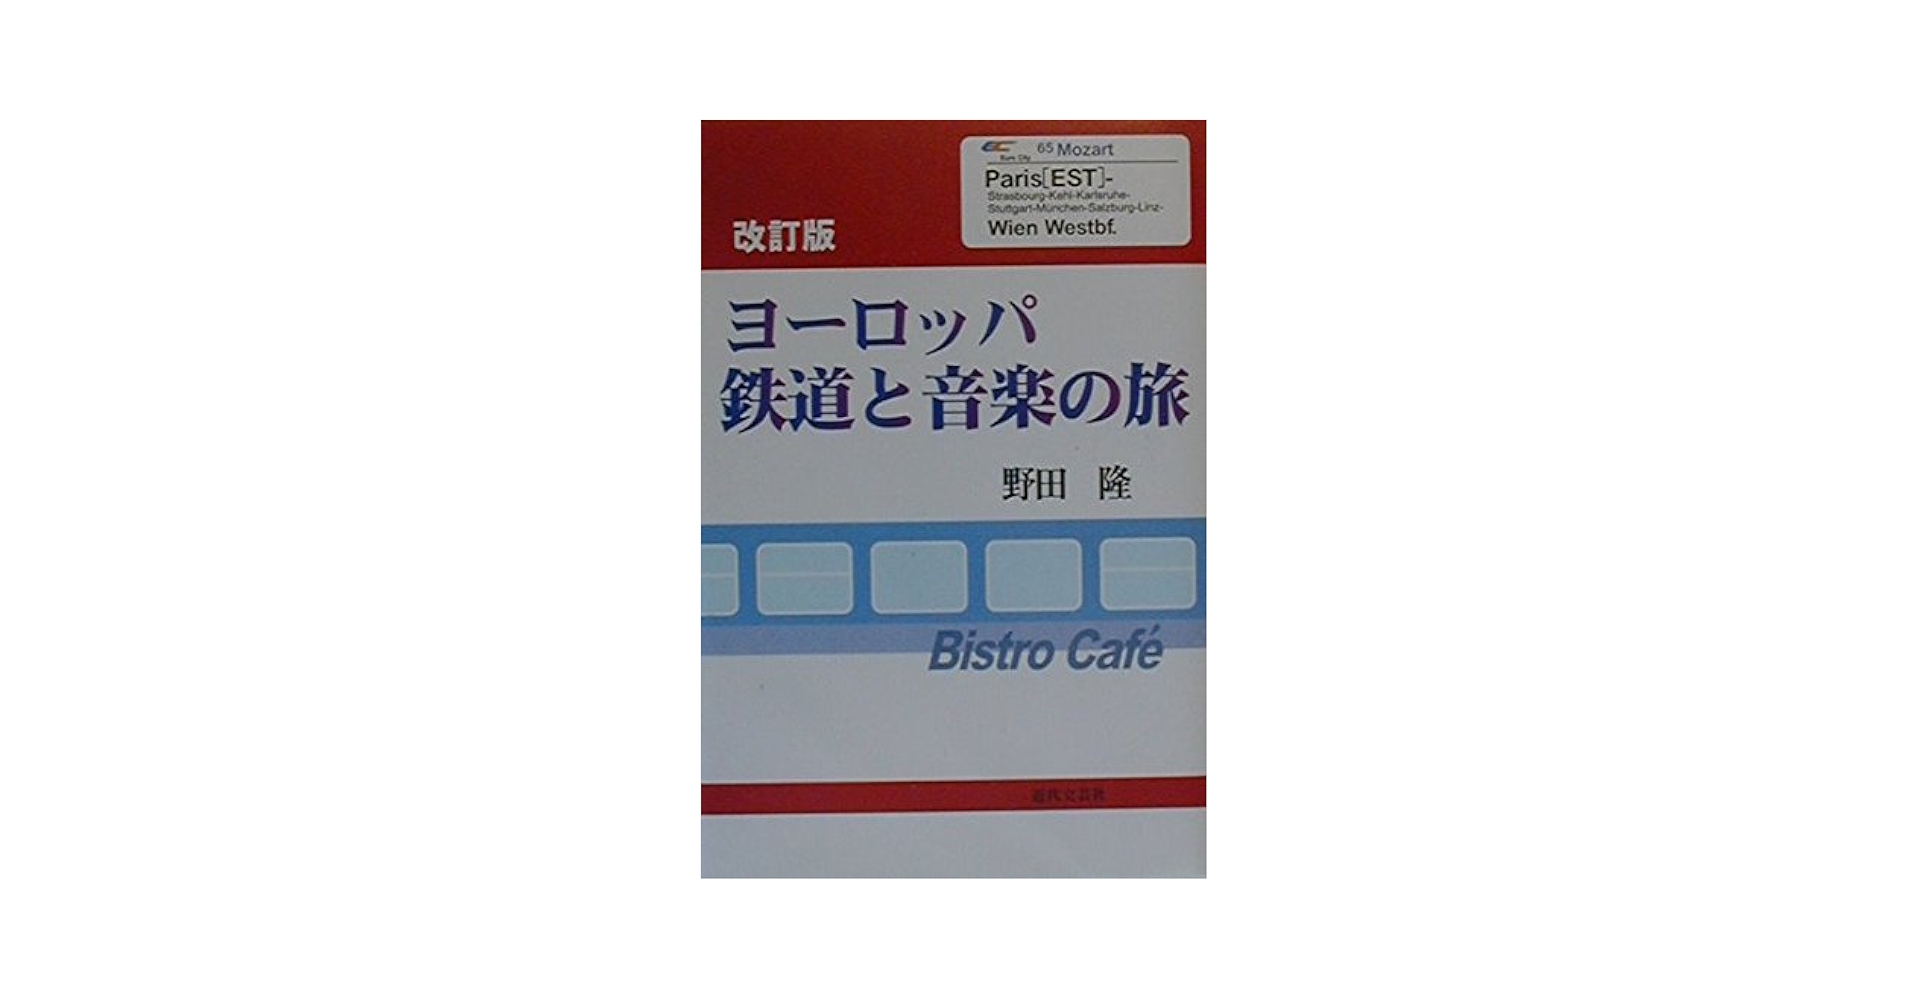 65 Mozart
Euro City
Paris[EST]-
Strasbourg-Kehl-Karlsruhe-
Stuttgart-München-Salzburg-Linz-
Wien Westbf.
改訂版
ヨーロッパ
鉄道と音楽の旅
野田 隆
Bistro Café
近代文芸社